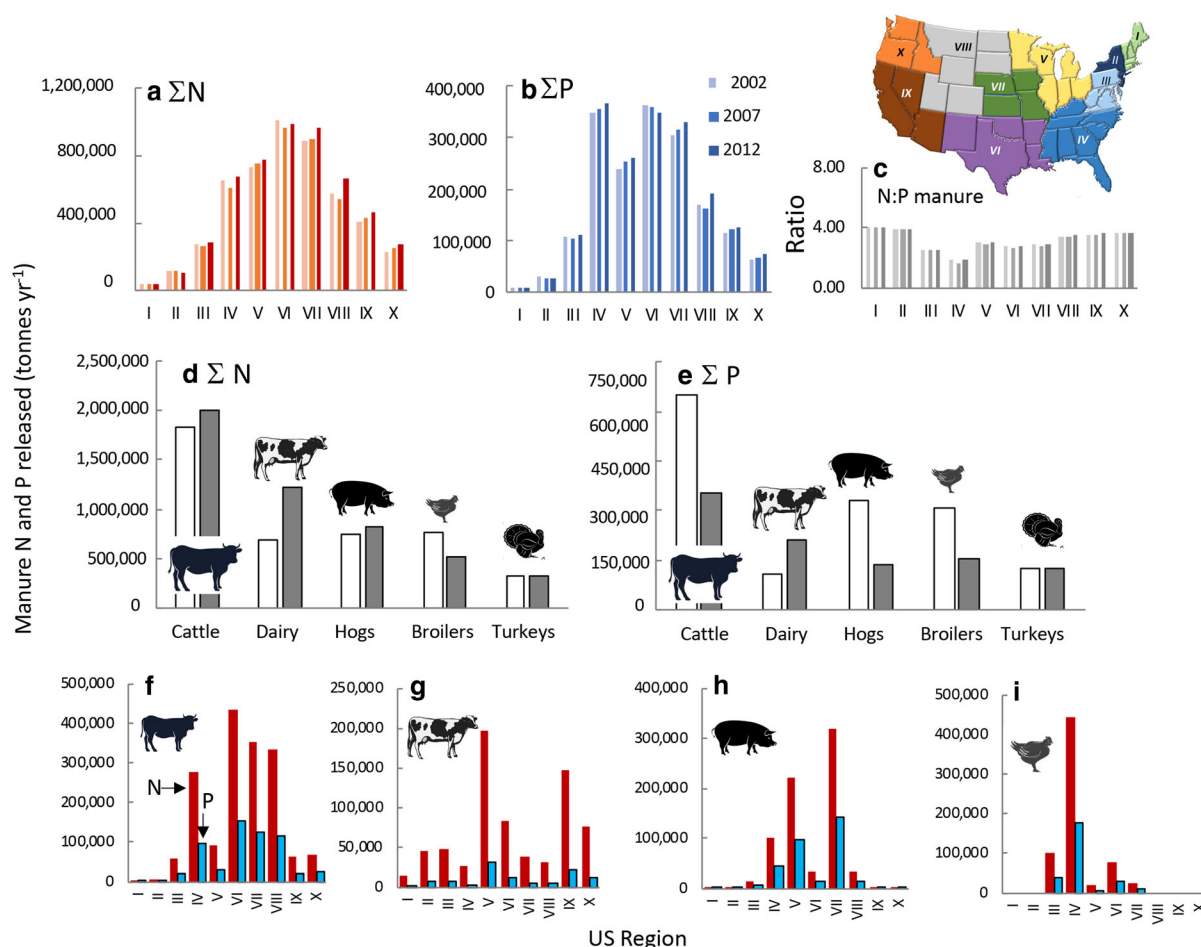 a ΣN
1,200,000
800,000
400,000
0
I II III IV V VI VII VIII IX X
b ΣP
400,000
300,000
200,000
100,000
0
2002
2007
2012
I II III IV V VI VII VIII IX X
I
II
III
IV
V
VI
VII
VIII
IX
X
c
N:P manure
8.00
4.00
0.00
Ratio
I II III IV V VI VII VIII IX X
Manure N and P released (tonnes yr-1)
d Σ N
2,500,000
2,000,000
1,500,000
1,000,000
500,000
0
Cattle Dairy Hogs Broilers Turkeys
e Σ P
750,000
600,000
450,000
300,000
150,000
0
Cattle Dairy Hogs Broilers Turkeys
f
500,000
400,000
300,000
200,000
100,000
0
N
P
I II III IV V VI VII VIII IX X
g
250,000
200,000
150,000
100,000
50,000
0
I II III IV V VI VII VIII IX X
h
400,000
300,000
200,000
100,000
0
I II III IV V VI VII VIII IX X
i
500,000
400,000
300,000
200,000
100,000
0
I II III IV V VI VII VIII IX X
US Region